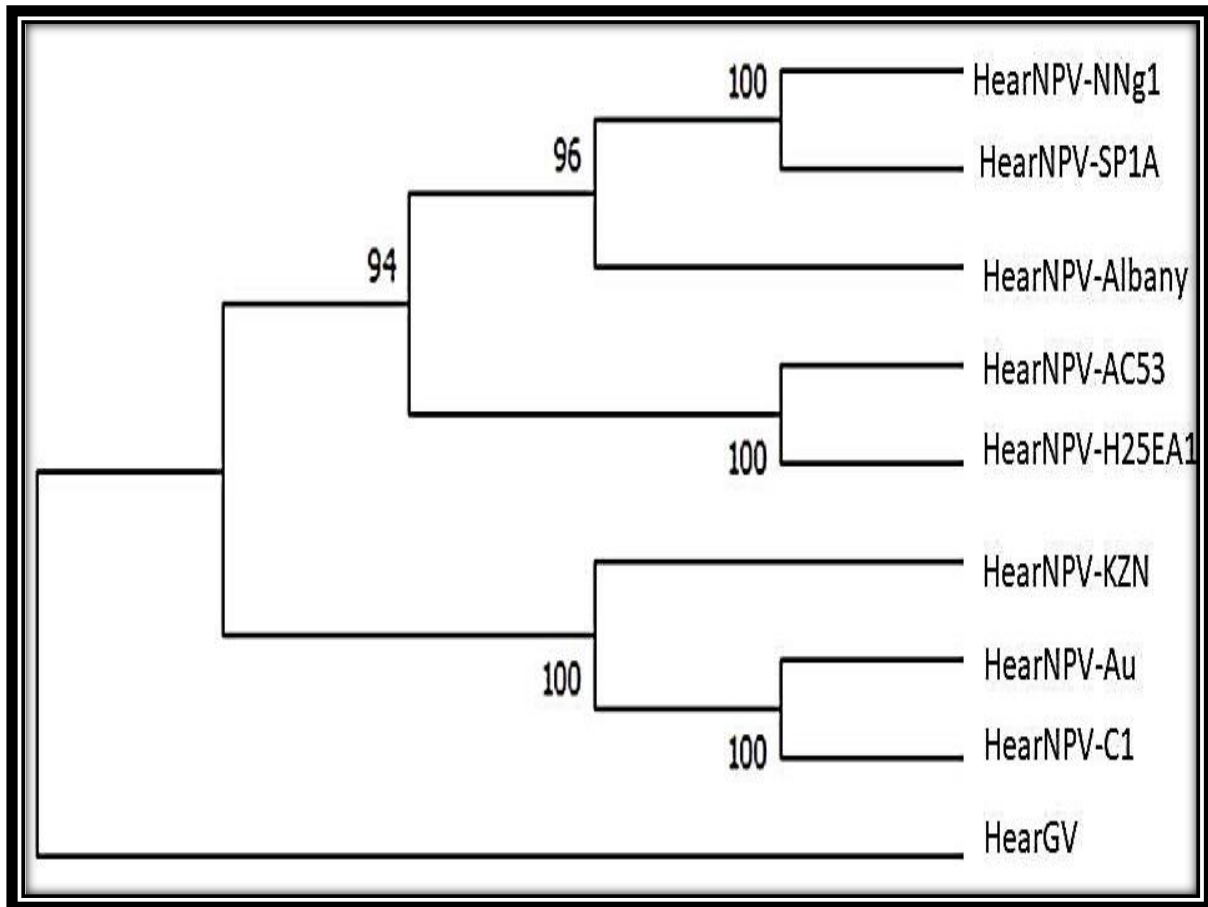 100
HearNPV-NNg1
96
HearNPV-SP1A
94
HearNPV-Albany
HearNPV-AC53
100
HearNPV-H25EA1
HearNPV-KZN
100
HearNPV-Au
100
HearNPV-C1
HearGV